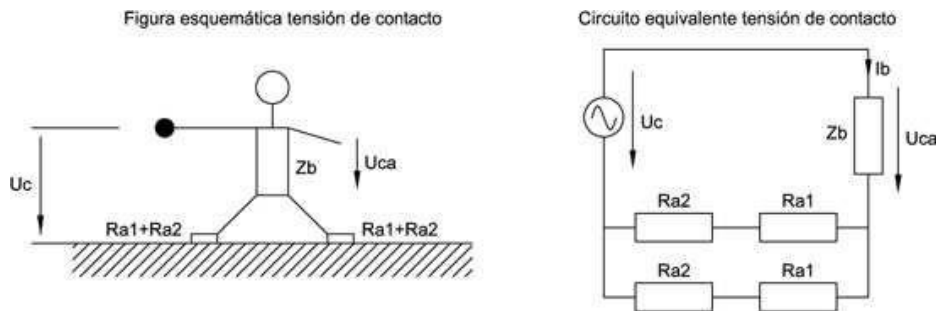 Figura esquemática tensión de contacto
Uc
Zb
Uca
Ra1+Ra2
Ra1+Ra2
Circuito equivalente tensión de contacto
Ib
Uc
Zb
Uca
Ra2
Ra1
Ra2
Ra1